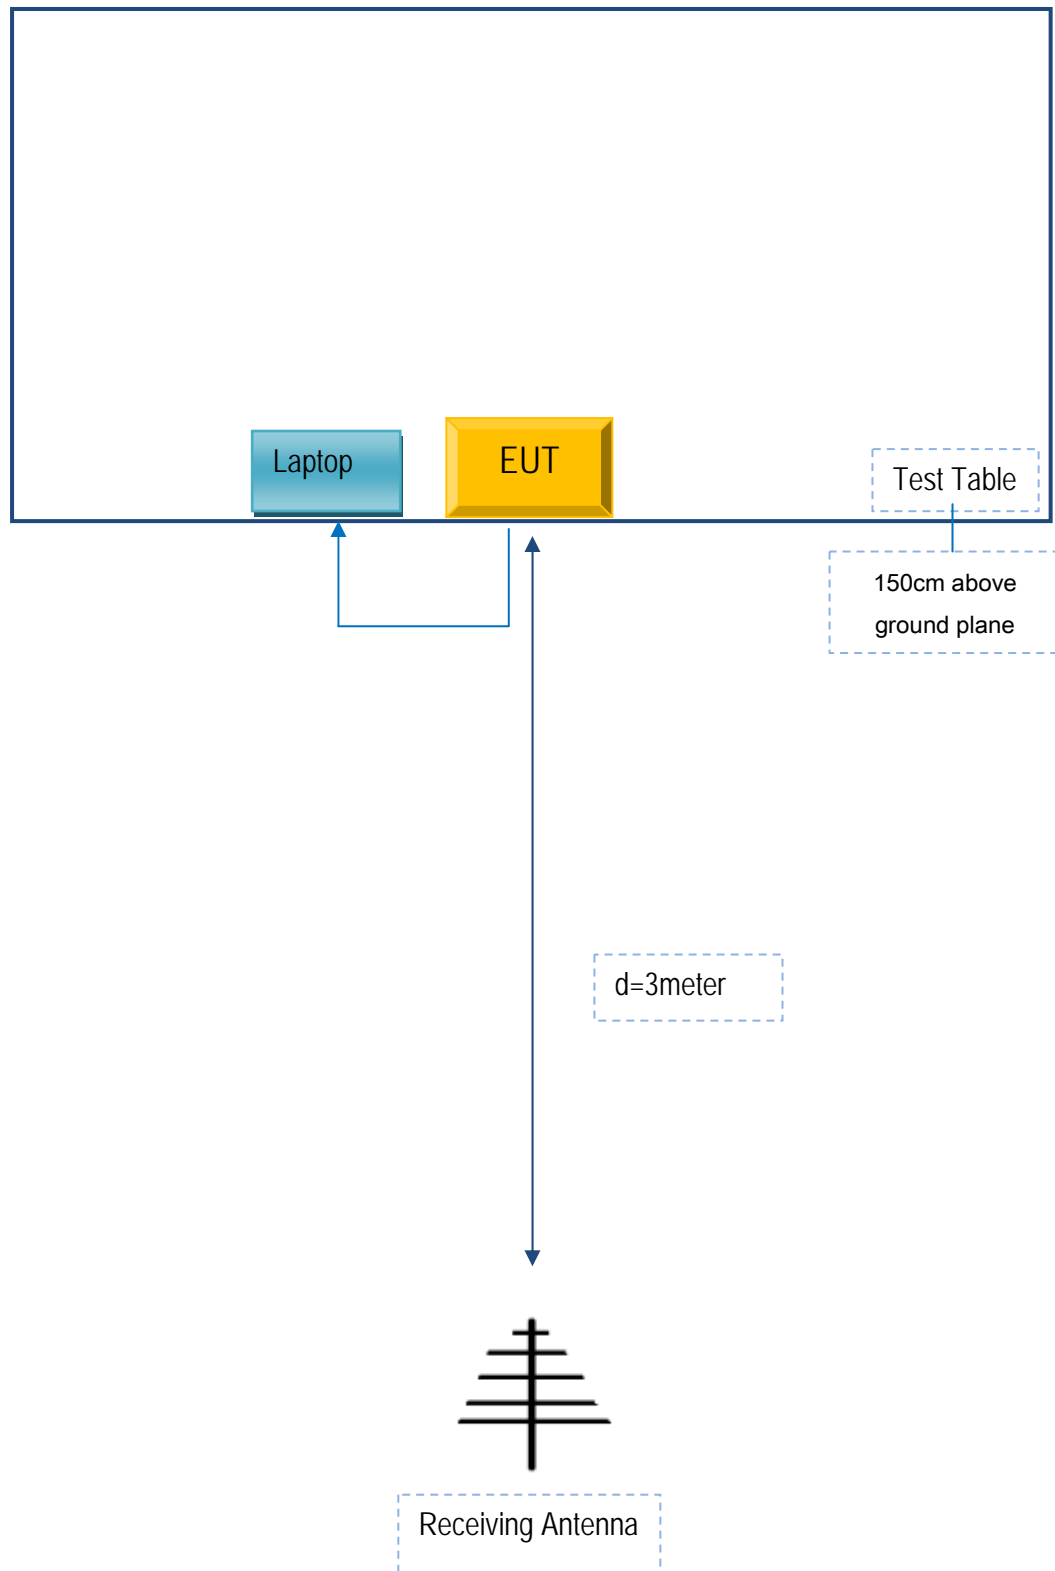 Laptop
EUT
Test Table
150cm above
ground plane
d=3meter
Receiving Antenna